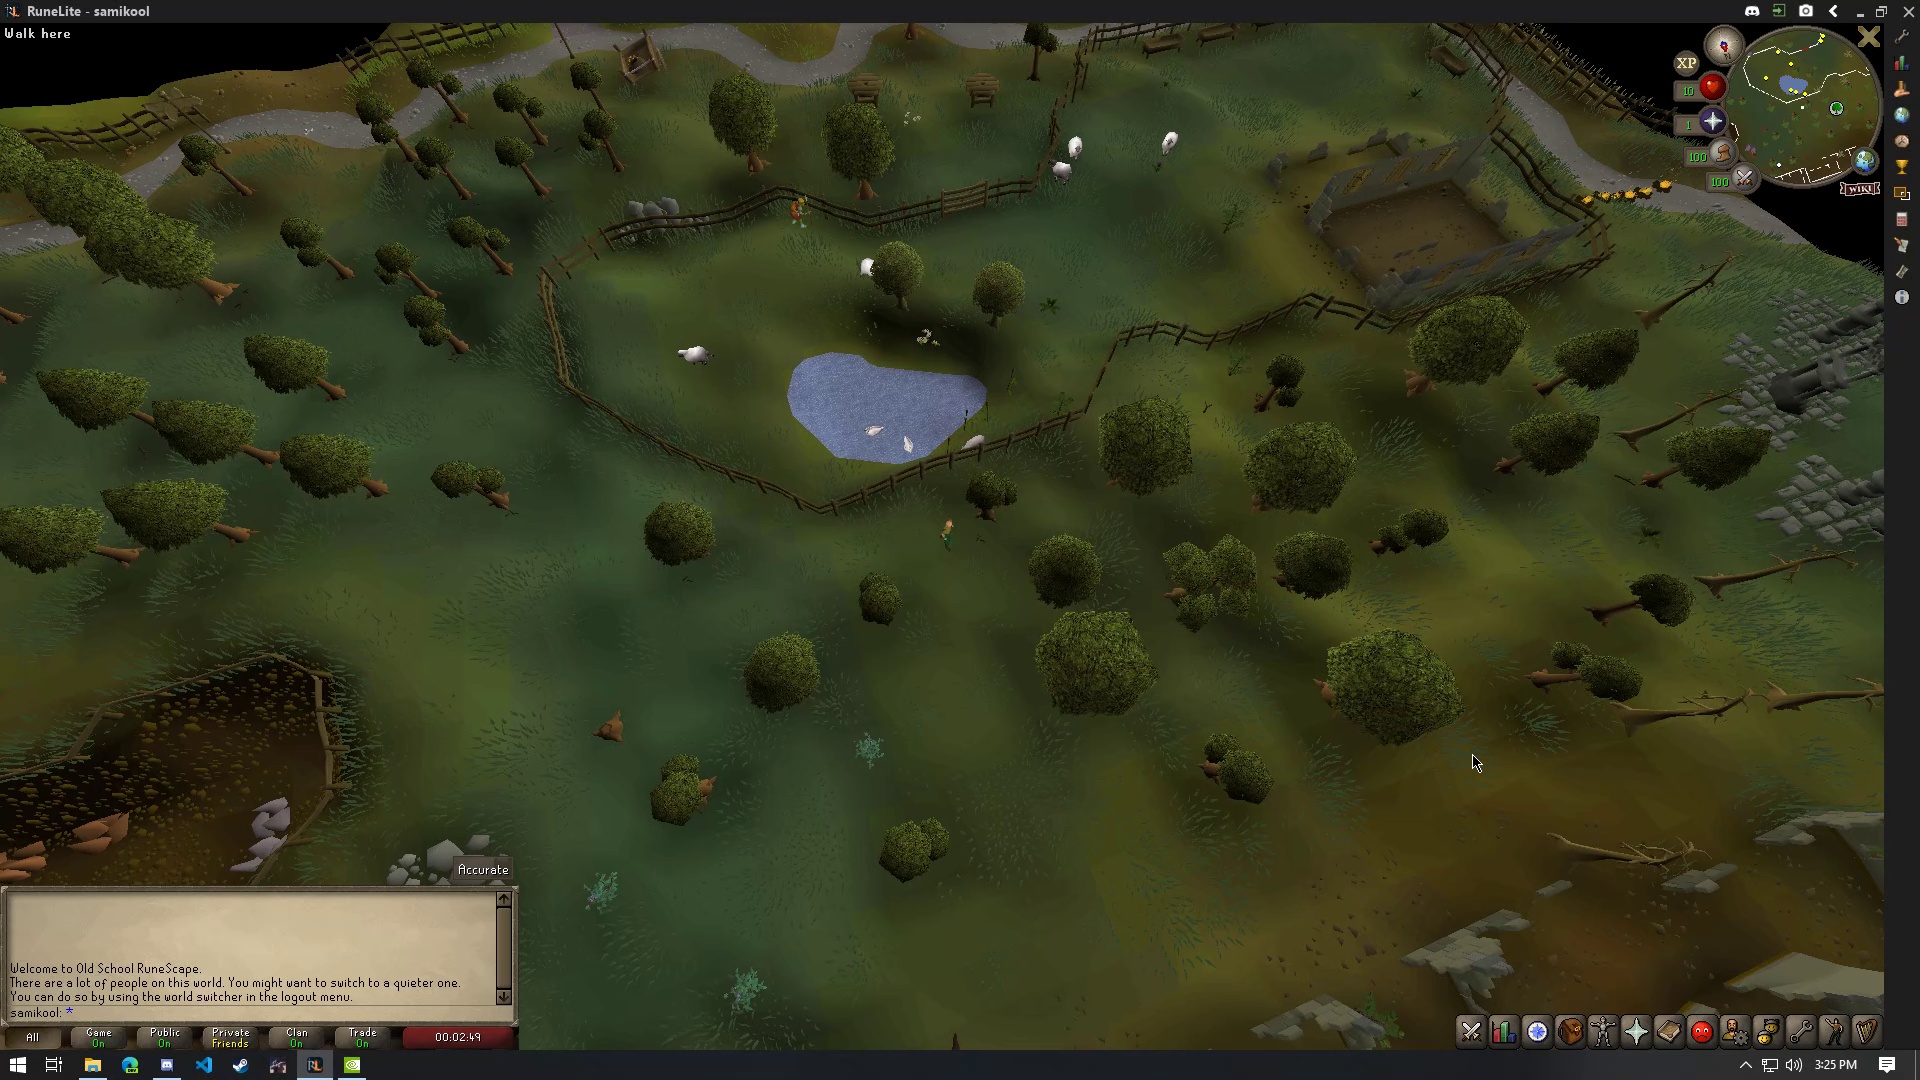 RuneLite - samikool
Walk here
XP
10
1
100
100
WIKI
Accurate
Welcome to Old School RuneScape.
There are a lot of people on this world. You might want to switch to a quieter one.
You can do so by using the world switcher in the logout menu.
samikool: *
All
Game
On
Public
On
Private
Friends
Clan
On
Trade
On
00:02:49
3:25 PM